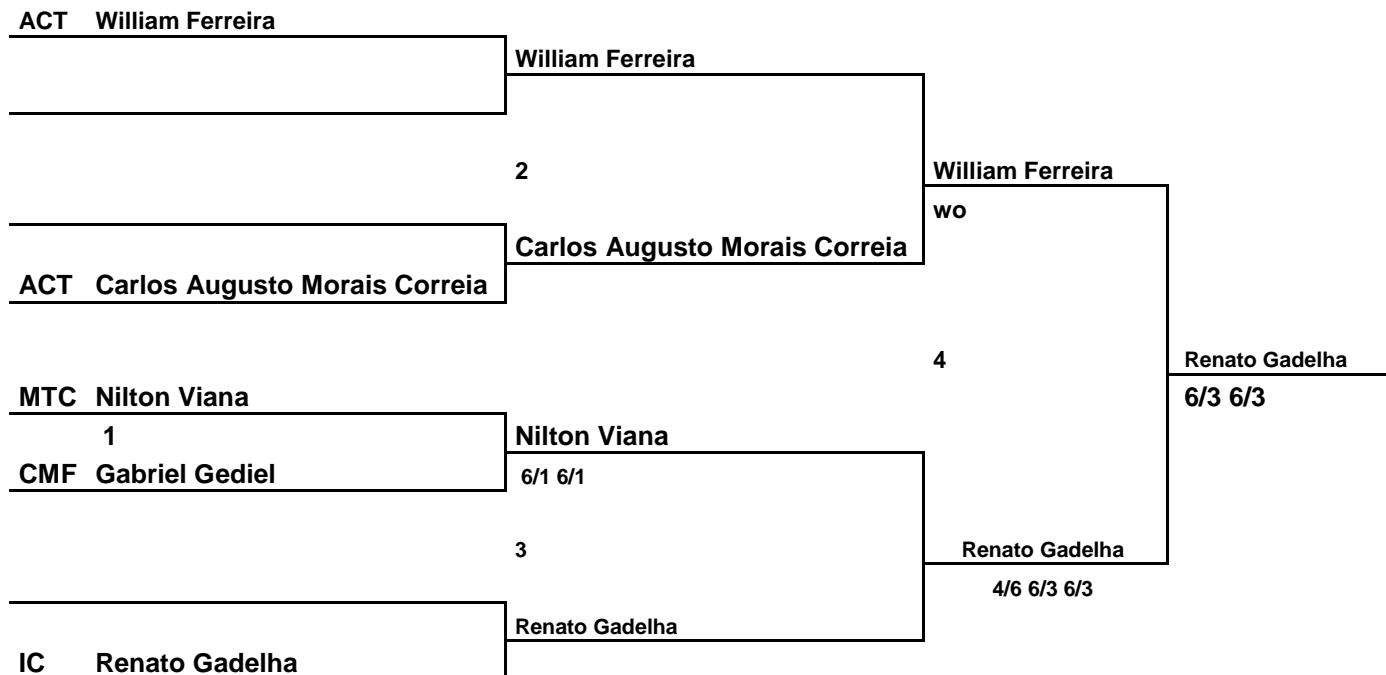 ACT William Ferreira
William Ferreira
2 William Ferreira
wo
Carlos Augusto Morais Correia
ACT Carlos Augusto Morais Correia
4 Renato Gadelha
MTC Nilton Viana 6/3 6/3
1 Nilton Viana
CMF Gabriel Gediel 6/1 6/1
3 Renato Gadelha
4/6 6/3 6/3
Renato Gadelha
IC Renato Gadelha